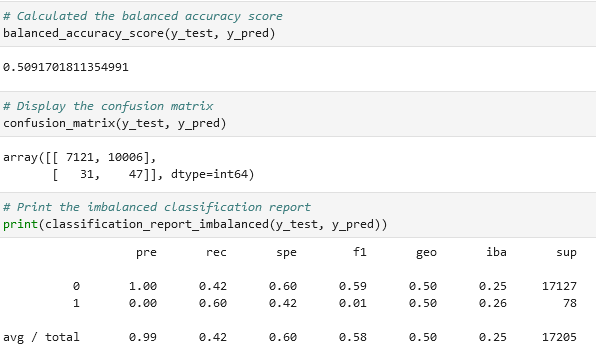 # Calculated the balanced accuracy score
balanced_accuracy_score(y_test, y_pred)
0.5091701811354991
# Display the confusion matrix
confusion_matrix(y_test, y_pred)
array([[ 7121, 10006],
       [   31,    47]], dtype=int64)
# Print the imbalanced classification report
print(classification_report_imbalanced(y_test, y_pred))
pre rec spe f1 geo iba sup
0 1.00 0.42 0.60 0.59 0.50 0.25 17127
1 0.00 0.60 0.42 0.01 0.50 0.26 78
avg / total 0.99 0.42 0.60 0.58 0.50 0.25 17205